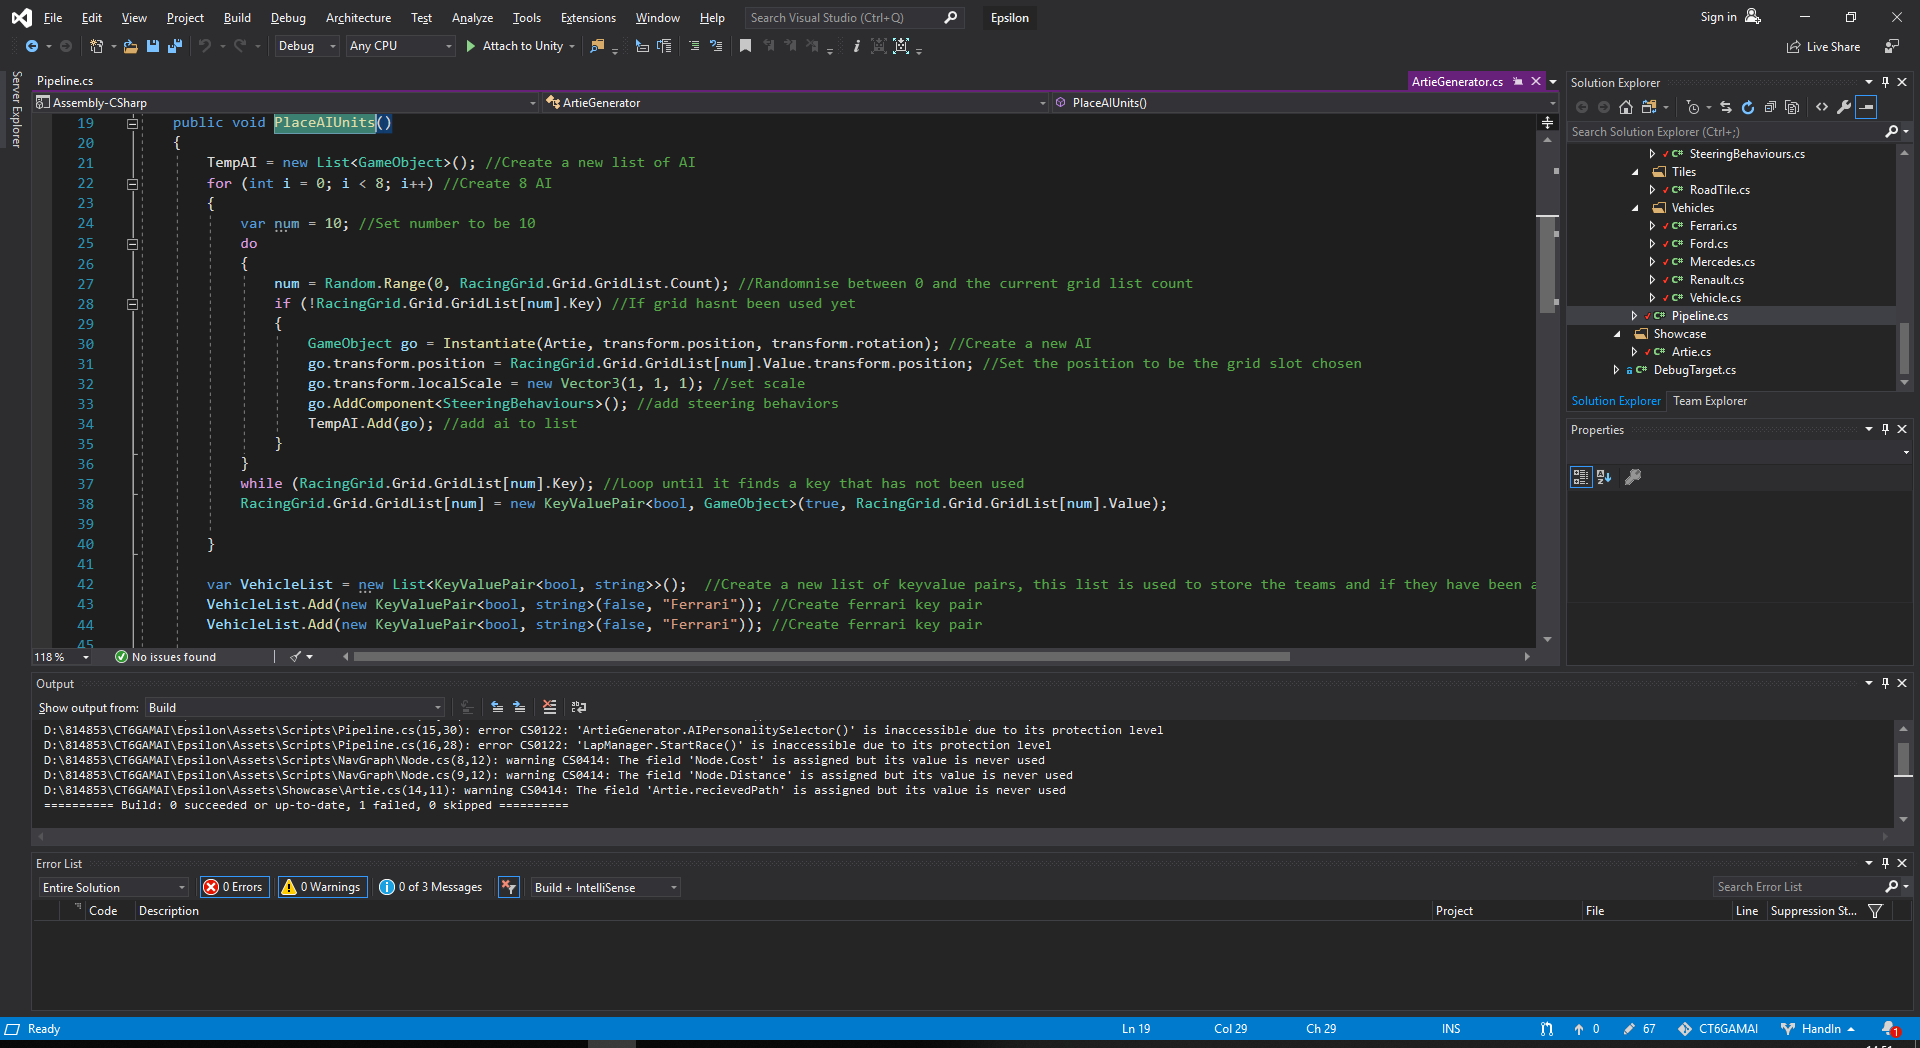 File Edit View Project Build Debug Architecture Test Analyze Tools Extensions Window Help Search Visual Studio (Ctrl+Q) Epsilon Sign in
Debug Any CPU Attach to Unity Live Share
Server Explorer
Pipeline.cs ArtieGenerator.cs
Assembly-CSharp ArtieGenerator PlaceAIUnits()
19 public void PlaceAIUnits()
20 {
21 TempAI = new List<GameObject>(); //Create a new list of AI
22 for (int i = 0; i < 8; i++) //Create 8 AI
23 {
24 var num = 10; //Set number to be 10
25 do
26 {
27 num = Random.Range(0, RacingGrid.Grid.GridList.Count); //Randomnise between 0 and the current grid list count
28 if (!RacingGrid.Grid.GridList[num].Key) //If grid hasnt been used yet
29 {
30 GameObject go = Instantiate(Artie, transform.position, transform.rotation); //Create a new AI
31 go.transform.position = RacingGrid.Grid.GridList[num].Value.transform.position; //Set the position to be the grid slot chosen
32 go.transform.localScale = new Vector3(1, 1, 1); //set scale
33 go.AddComponent<SteeringBehaviours>(); //add steering behaviors
34 TempAI.Add(go); //add ai to list
35 }
36 }
37 while (RacingGrid.Grid.GridList[num].Key); //Loop until it finds a key that has not been used
38 RacingGrid.Grid.GridList[num] = new KeyValuePair<bool, GameObject>(true, RacingGrid.Grid.GridList[num].Value);
39
40 }
41
42 var VehicleList = new List<KeyValuePair<bool, string>>(); //Create a new list of keyvalue pairs, this list is used to store the teams and if they have been a
43 VehicleList.Add(new KeyValuePair<bool, string>(false, "Ferrari")); //Create ferrari key pair
44 VehicleList.Add(new KeyValuePair<bool, string>(false, "Ferrari")); //Create ferrari key pair
45
118 % No issues found
Solution Explorer
Search Solution Explorer (Ctrl+;)
C# SteeringBehaviours.cs
Tiles
C# RoadTile.cs
Vehicles
C# Ferrari.cs
C# Ford.cs
C# Mercedes.cs
C# Renault.cs
C# Vehicle.cs
C# Pipeline.cs
Showcase
C# Artie.cs
C# DebugTarget.cs
Solution Explorer Team Explorer
Properties
Output
Show output from: Build
D:\814853\CT6GAMAI\Epsilon\Assets\Scripts\Pipeline.cs(15,30): error CS0122: 'ArtieGenerator.AIPersonalitySelector()' is inaccessible due to its protection level
D:\814853\CT6GAMAI\Epsilon\Assets\Scripts\Pipeline.cs(16,28): error CS0122: 'LapManager.StartRace()' is inaccessible due to its protection level
D:\814853\CT6GAMAI\Epsilon\Assets\Scripts\NavGraph\Node.cs(8,12): warning CS0414: The field 'Node.Cost' is assigned but its value is never used
D:\814853\CT6GAMAI\Epsilon\Assets\Scripts\NavGraph\Node.cs(9,12): warning CS0414: The field 'Node.Distance' is assigned but its value is never used
D:\814853\CT6GAMAI\Epsilon\Assets\Showcase\Artie.cs(14,11): warning CS0414: The field 'Artie.recievedPath' is assigned but its value is never used
========== Build: 0 succeeded or up-to-date, 1 failed, 0 skipped ==========
Error List
Entire Solution 0 Errors 0 Warnings 0 of 3 Messages Build + IntelliSense Search Error List
Code Description Project File Line Suppression St...
Ready Ln 19 Col 29 Ch 29 INS 0 67 CT6GAMAI HandIn 1